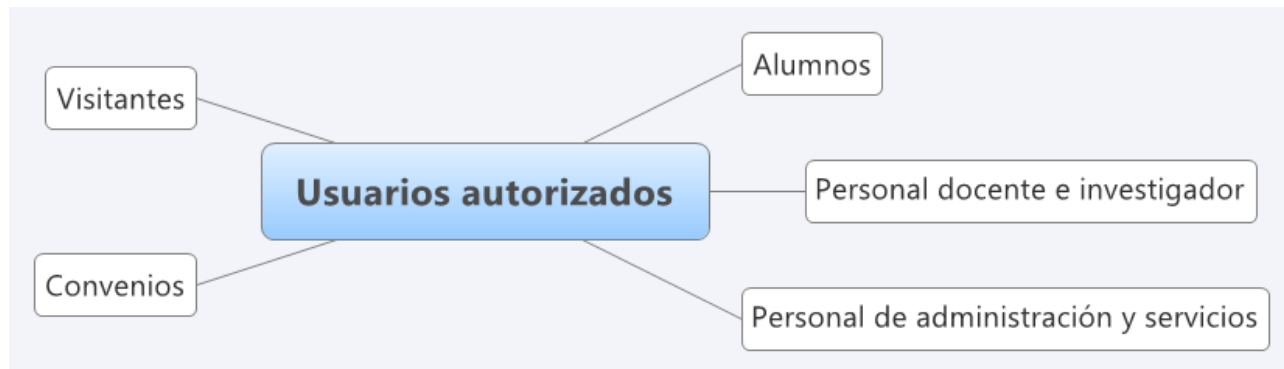 Alumnos
Visitantes
Usuarios autorizados
Personal docente e investigador
Convenios
Personal de administración y servicios